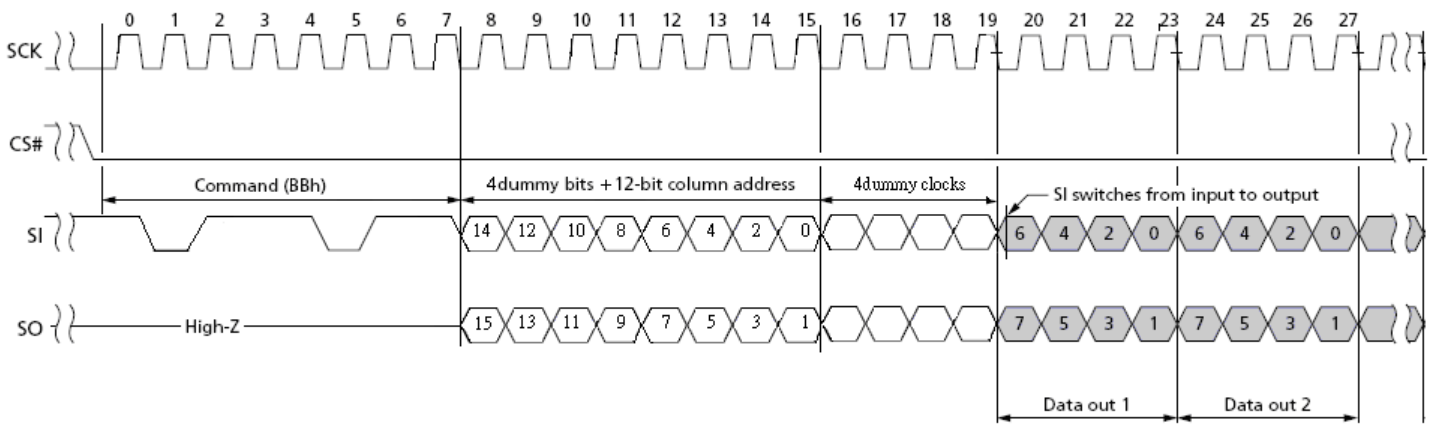 0 1 2 3 4 5 6 7 8 9 10 11 12 13 14 15 16 17 18 19 20 21 22 23 24 25 26 27
SCK
CS#
Command (BBh) 4dummy bits + 12-bit column address 4dummy clocks
SI switches from input to output
SI 14 12 10 8 6 4 2 0 6 4 2 0 6 4 2 0
SO High-Z 15 13 11 9 7 5 3 1 7 5 3 1 7 5 3 1
Data out 1 Data out 2